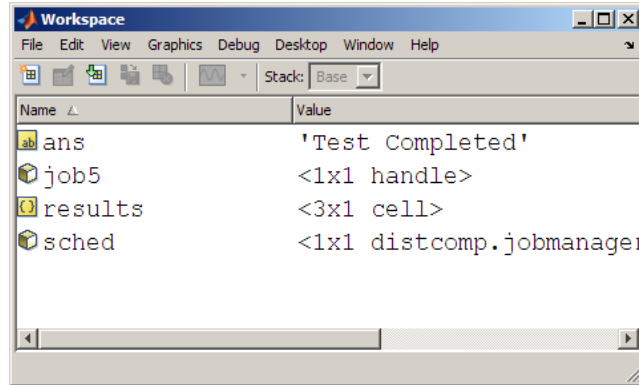 Workspace
File Edit View Graphics Debug Desktop Window Help
Stack: Base
Name Value
ab ans 'Test Completed'
job5 <1x1 handle>
{} results <3x1 cell>
sched <1x1 distcomp.jobmanager